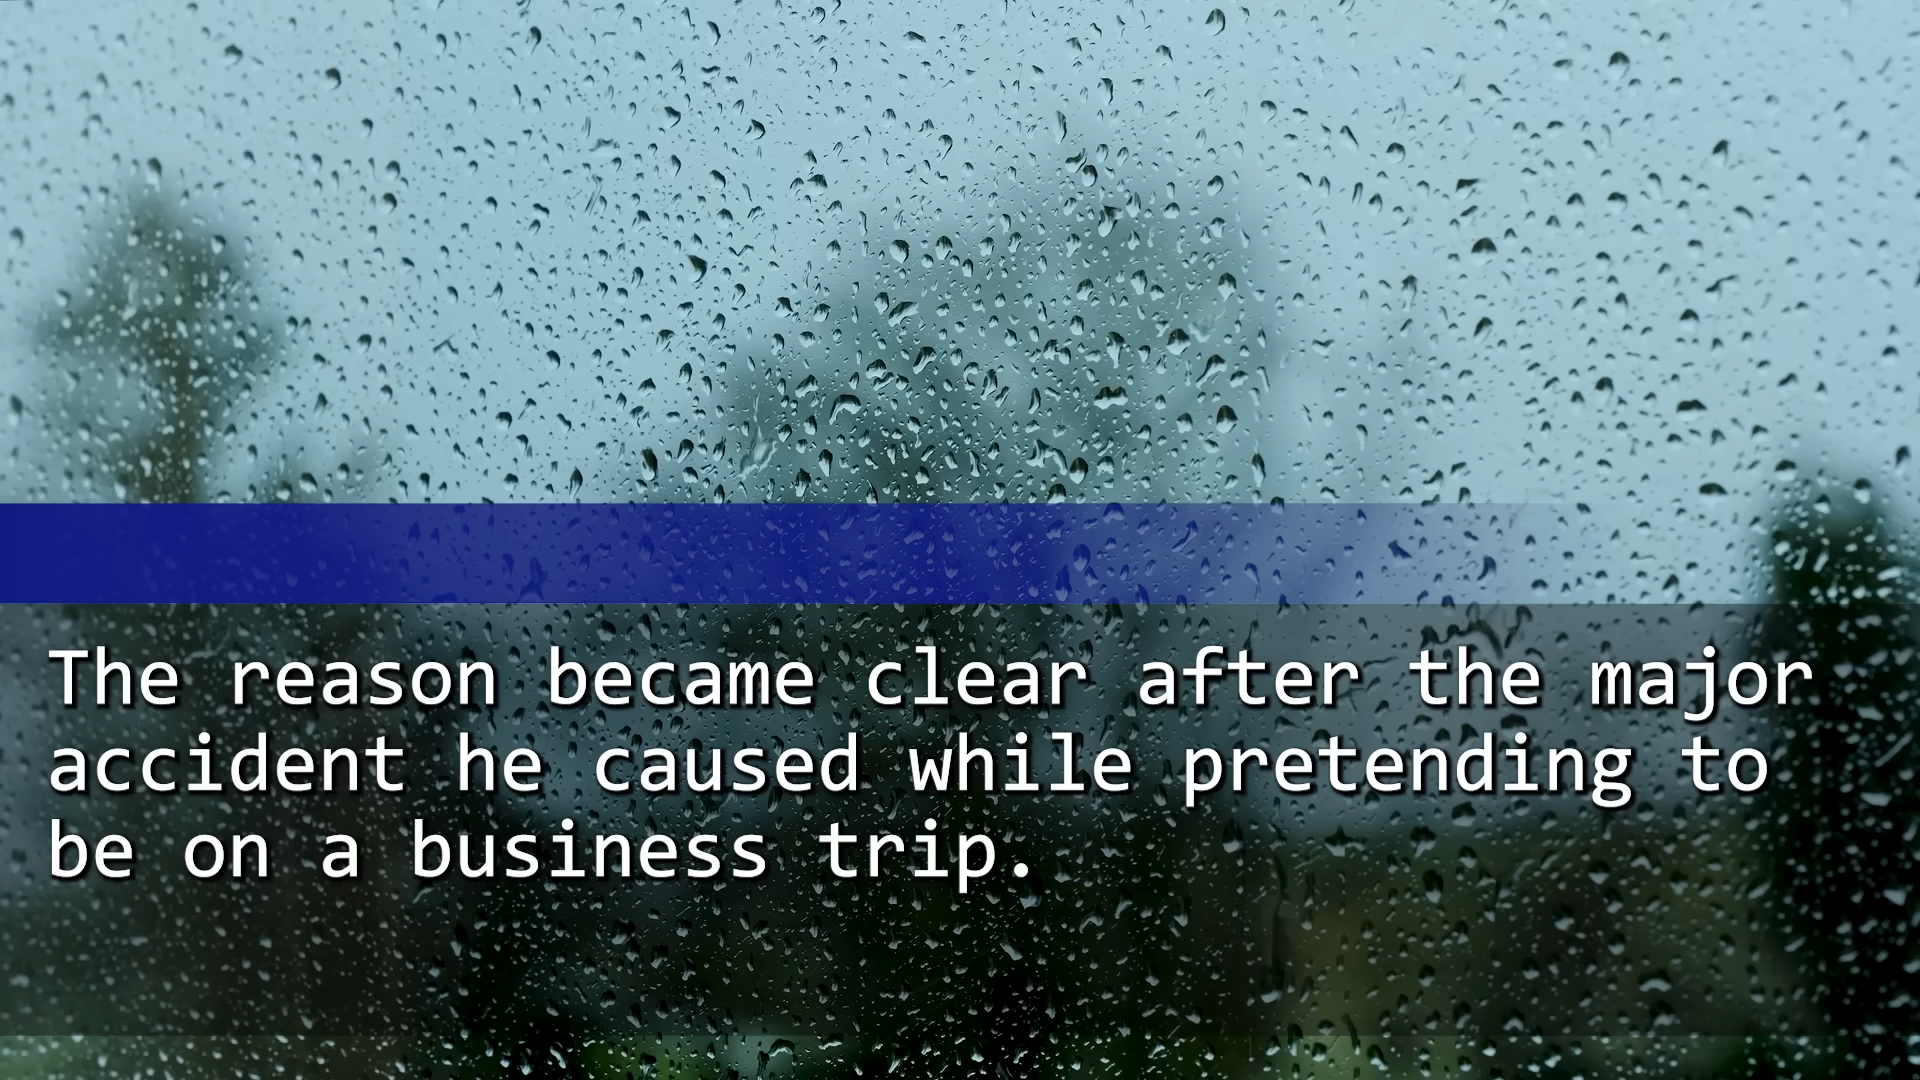 The reason became clear after the major
accident he caused while pretending to
be on a business trip.